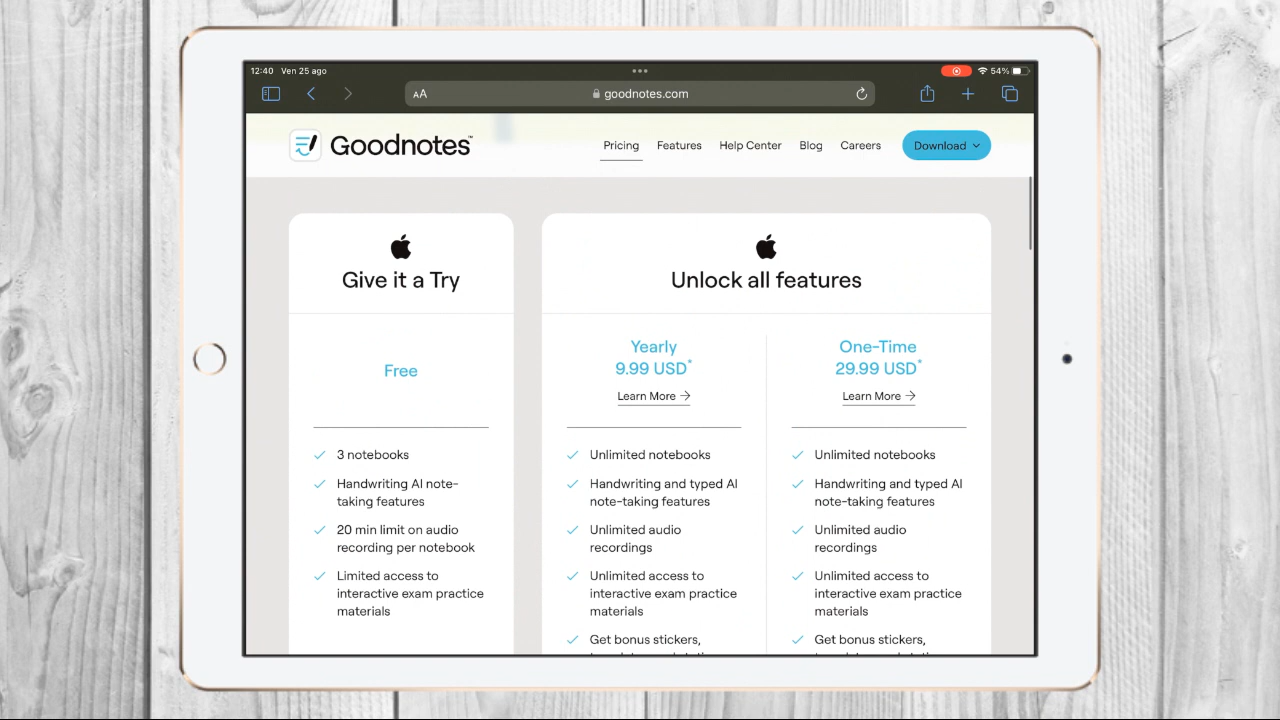 12:40 Ven 25 ago
54%
AA
goodnotes.com
Goodnotes™
Pricing
Features
Help Center
Blog
Careers
Download
Give it a Try
Free
3 notebooks
Handwriting AI note-
taking features
20 min limit on audio
recording per notebook
Limited access to
interactive exam practice
materials
Unlock all features
Yearly
9.99 USD*
Learn More →
Unlimited notebooks
Handwriting and typed AI
note-taking features
Unlimited audio
recordings
Unlimited access to
interactive exam practice
materials
Get bonus stickers,
One-Time
29.99 USD*
Learn More →
Unlimited notebooks
Handwriting and typed AI
note-taking features
Unlimited audio
recordings
Unlimited access to
interactive exam practice
materials
Get bonus stickers,